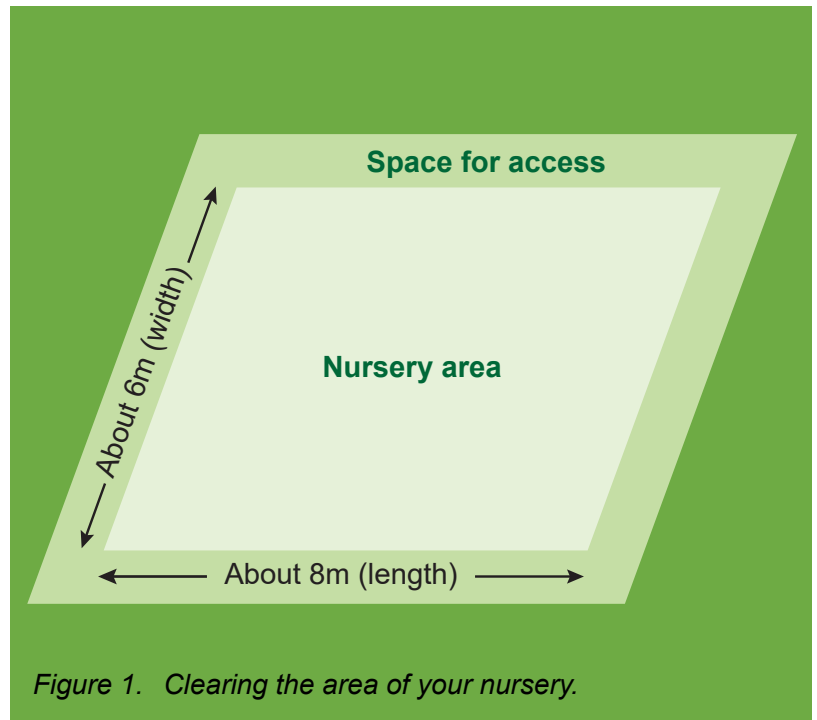 Space for access
About 6m (width)
Nursery area
About 8m (length)
Figure 1. Clearing the area of your nursery.